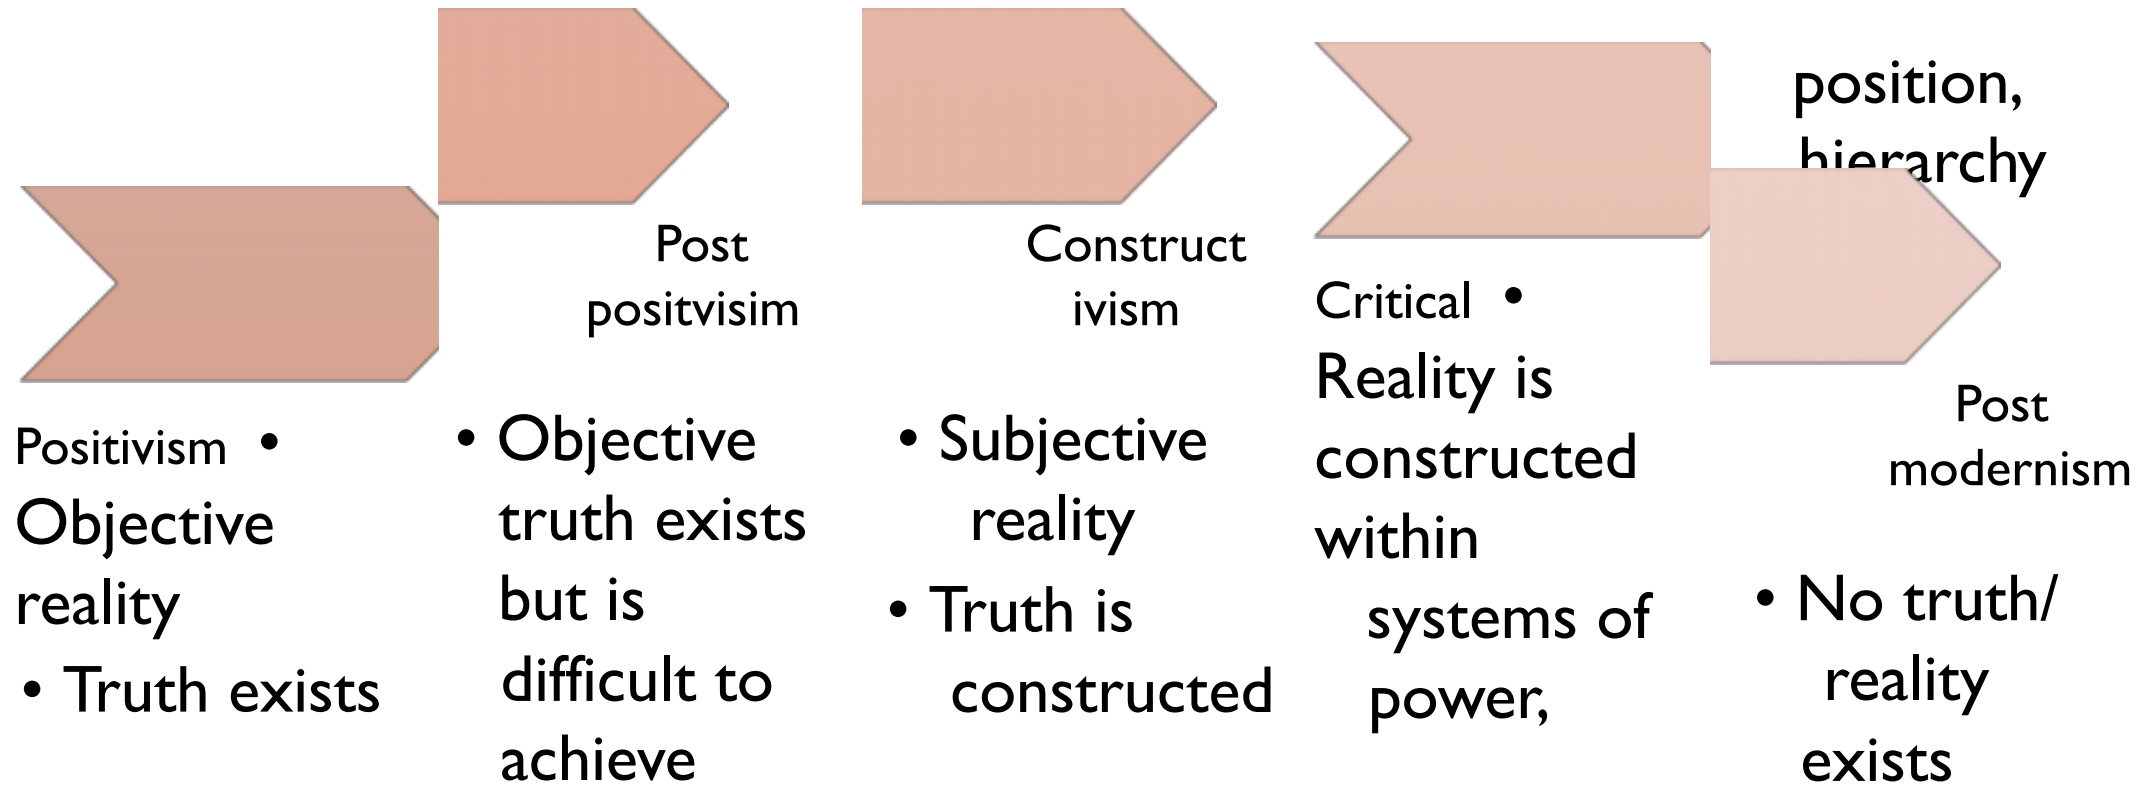 Positivism •
Objective
reality
• Truth exists
Post
positvisim
• Objective
truth exists
but is
difficult to
achieve
Construct
ivism
• Subjective
reality
• Truth is
constructed
Critical •
Reality is
constructed
within
systems of
power,
position,
hierarchy
Post
modernism
• No truth/
reality
exists